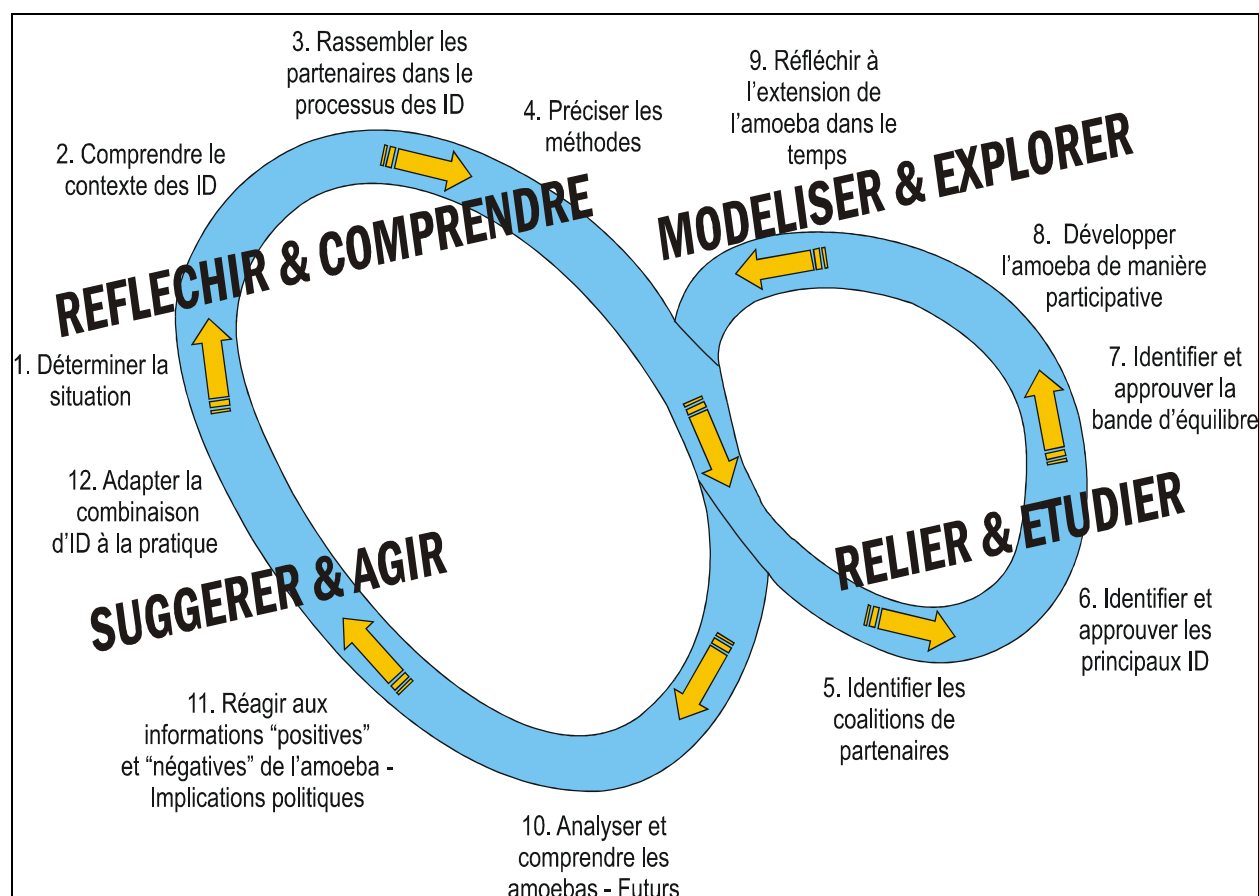 3. Rassembler les
partenaires dans le
processus des ID
4. Préciser les
méthodes
9. Réfléchir à
l'extension de
l'amoeba dans le
temps
2. Comprendre le
contexte des ID
MODELISER & EXPLORER
REFLECHIR & COMPRENDRE
8. Développer
l'amoeba de manière
participative
1. Déterminer la
situation
7. Identifier et
approuver la
bande d'équilibre
12. Adapter la
combinaison
d'ID à la pratique
RELIER & ETUDIER
SUGGERER & AGIR
6. Identifier et
approuver les
principaux ID
5. Identifier les
coalitions de
partenaires
11. Réagir aux
informations “positives”
et “négatives” de l'amoeba -
Implications politiques
10. Analyser et
comprendre les
amoebas - Futurs